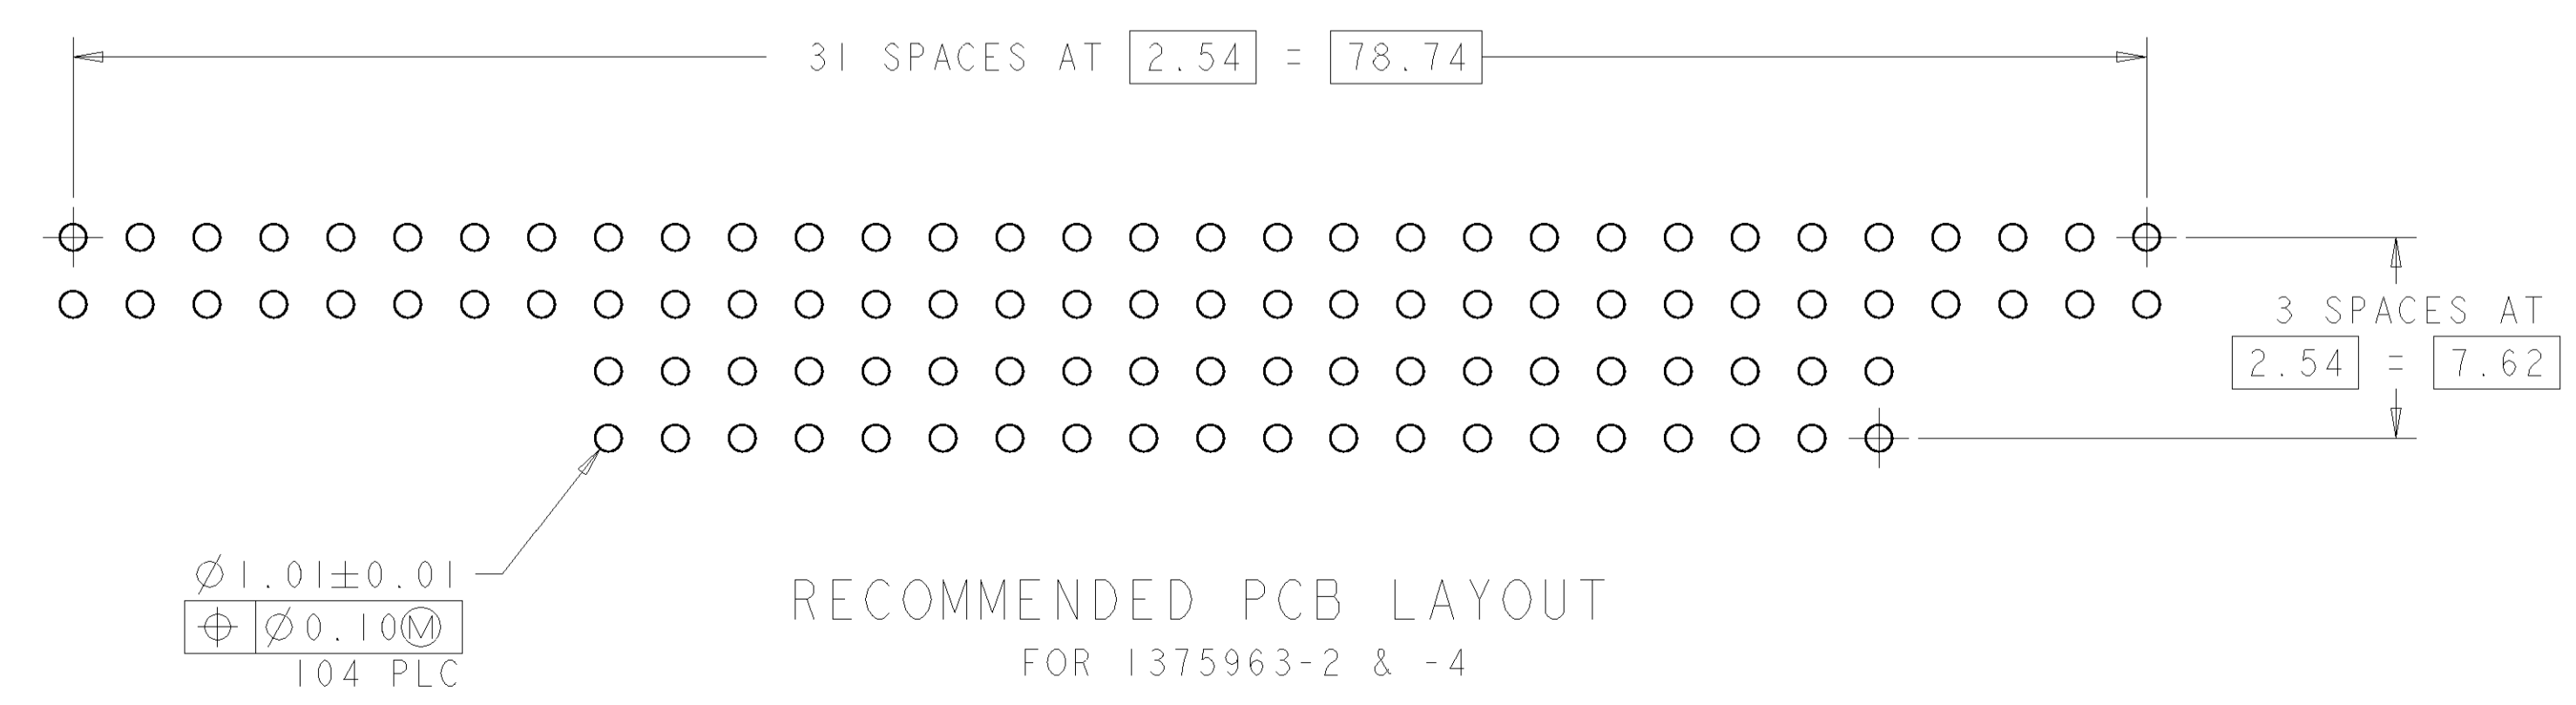 31 SPACES AT 2.54 = 78.74
3 SPACES AT
2.54 = 7.62
Ø1.01±0.01
⌖ Ø0.10Ⓜ
104 PLC
RECOMMENDED PCB LAYOUT
FOR 1375963-2 & -4